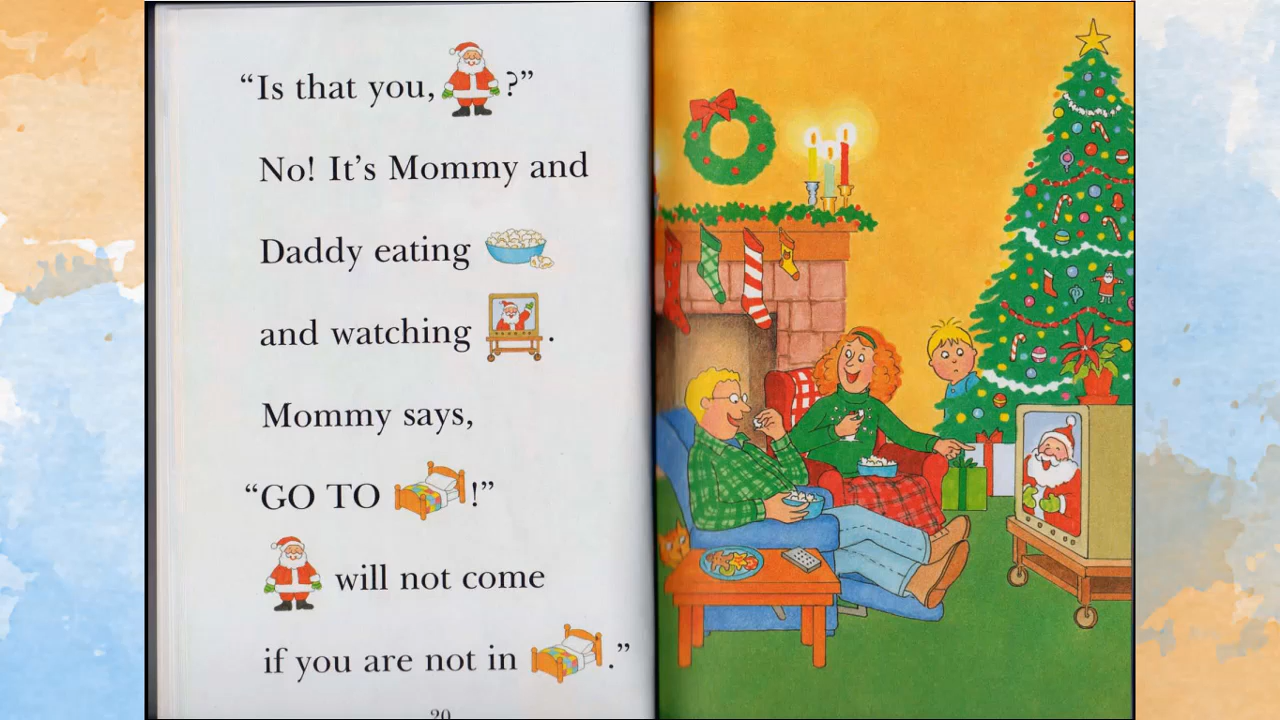 “Is that you, ?”
No! It’s Mommy and
Daddy eating
and watching .
Mommy says,
“GO TO !”
will not come
if you are not in .”
20